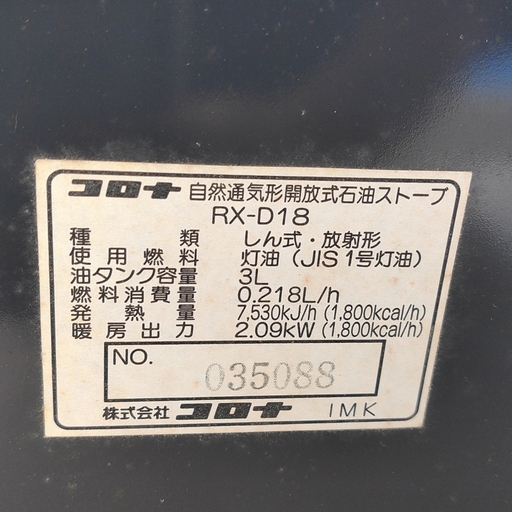 コロナ 自然通気形開放式石油ストーブ
RX-D18
種類 しん式・放射形
使用燃料 灯油(JIS1号灯油)
油タンク容量 3L
燃料消費量 0.218L/h
発熱量 7,530kJ/h(1,800kcal/h)
暖房出力 2.09kW(1,800kcal/h)
NO. 035088
株式会社 コロナ IMK